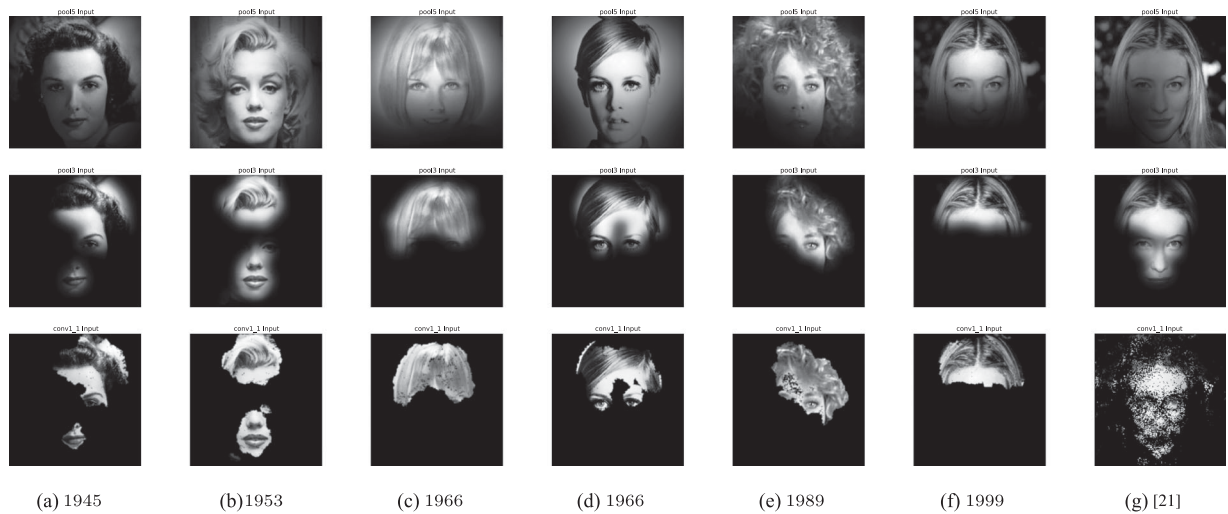 pool5 Input pool5 Input pool5 Input pool5 Input pool5 Input pool5 Input pool5 Input
pool3 Input pool3 Input pool3 Input pool3 Input pool3 Input pool3 Input pool3 Input
conv1_1 Input conv1_1 Input conv1_1 Input conv1_1 Input conv1_1 Input conv1_1 Input conv1_1 Input
(a) 1945 (b)1953 (c) 1966 (d) 1966 (e) 1989 (f) 1999 (g) [21]